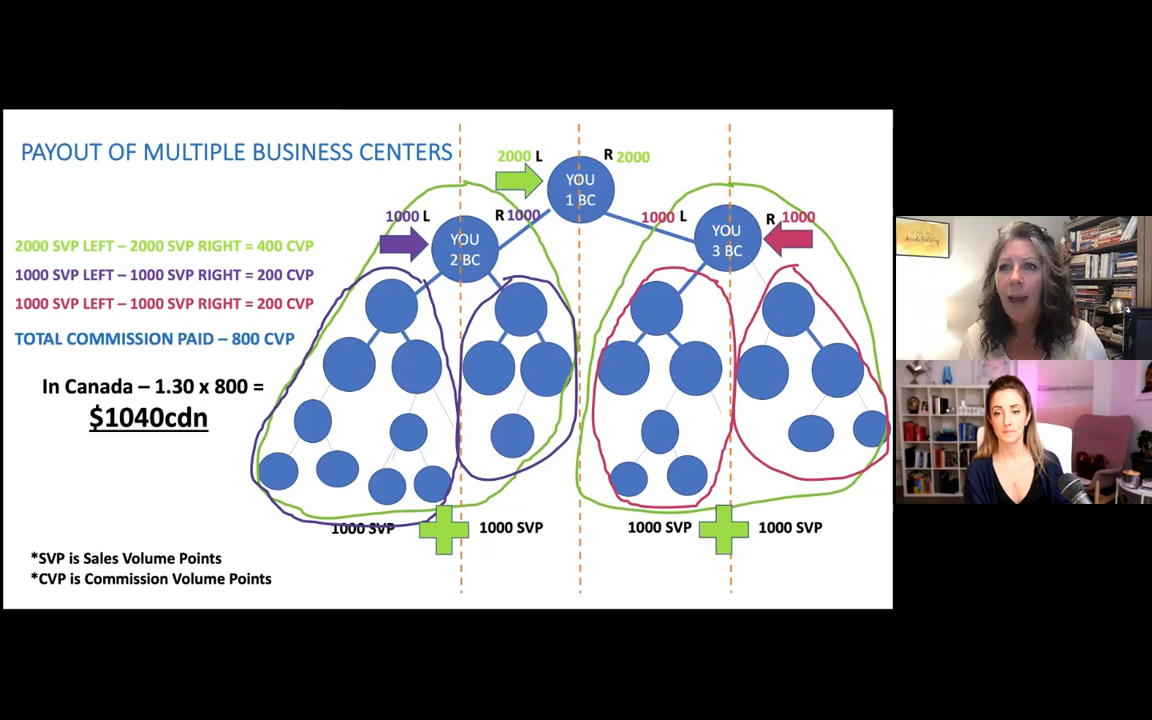 PAYOUT OF MULTIPLE BUSINESS CENTERS
2000 L
R 2000
YOU
1 BC
1000 L
R 1000
YOU
2 BC
1000 L
R 1000
YOU
3 BC
2000 SVP LEFT – 2000 SVP RIGHT = 400 CVP
1000 SVP LEFT – 1000 SVP RIGHT = 200 CVP
1000 SVP LEFT – 1000 SVP RIGHT = 200 CVP
TOTAL COMMISSION PAID – 800 CVP
In Canada – 1.30 x 800 =
$1040cdn
1000 SVP
1000 SVP
1000 SVP
1000 SVP
*SVP is Sales Volume Points
*CVP is Commission Volume Points